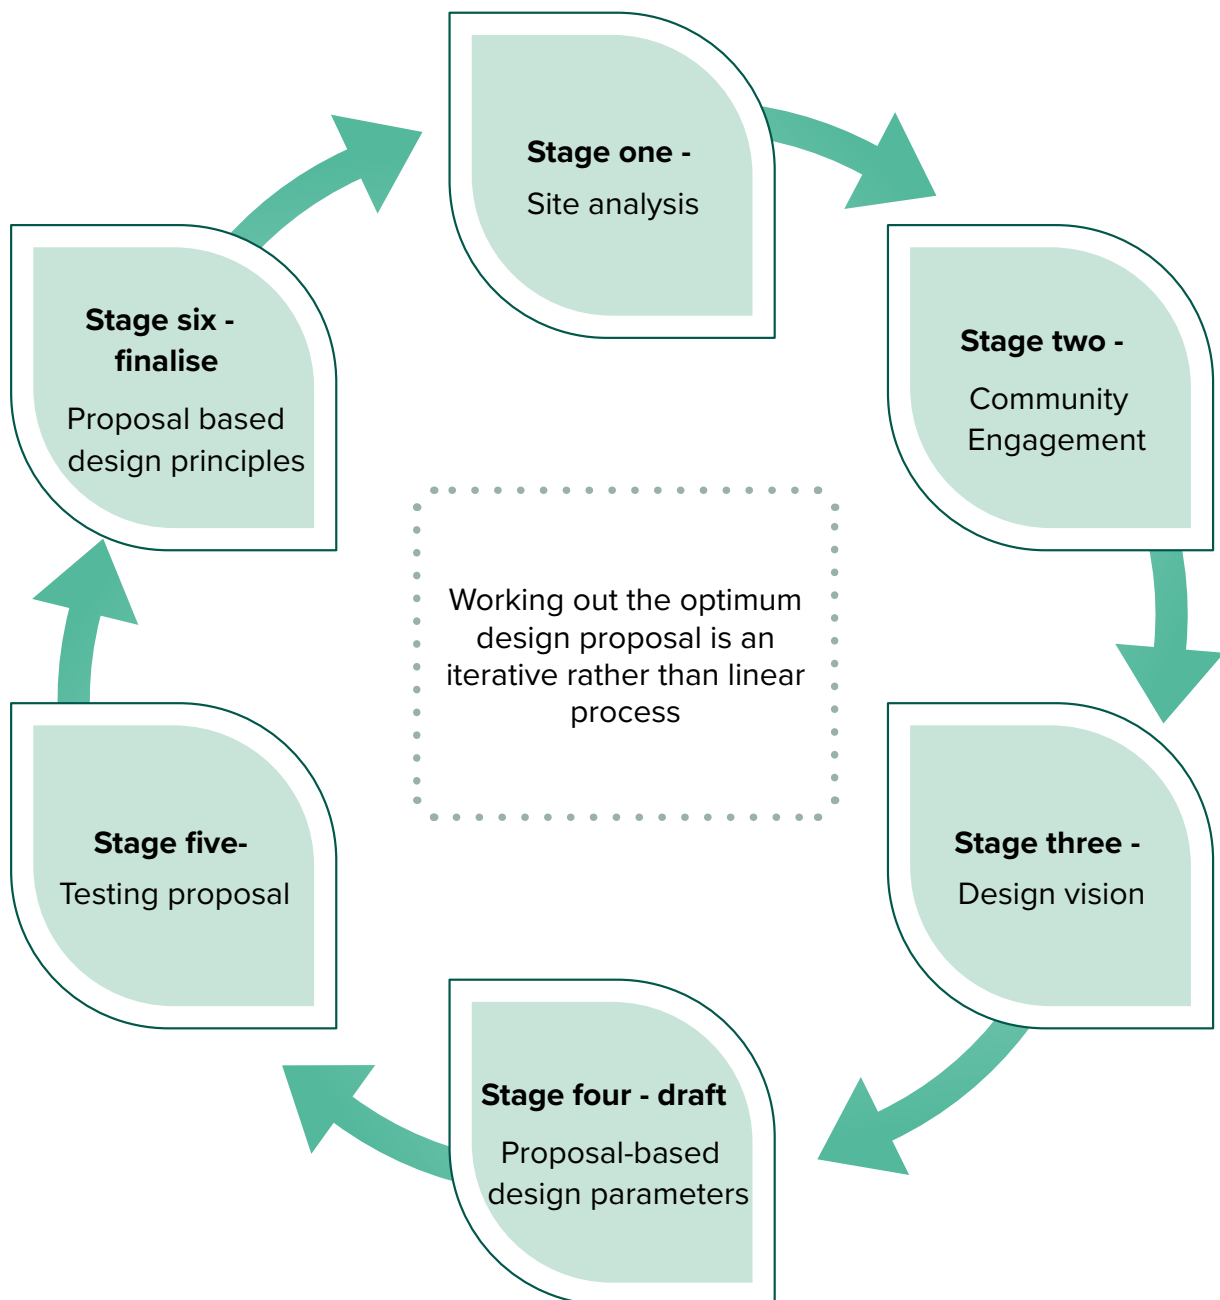 Stage one -
Site analysis
Stage two -
Community
Engagement
Stage three -
Design vision
Stage four - draft
Proposal-based
design parameters
Stage five-
Testing proposal
Stage six -
finalise
Proposal based
design principles
Working out the optimum
design proposal is an
iterative rather than linear
process